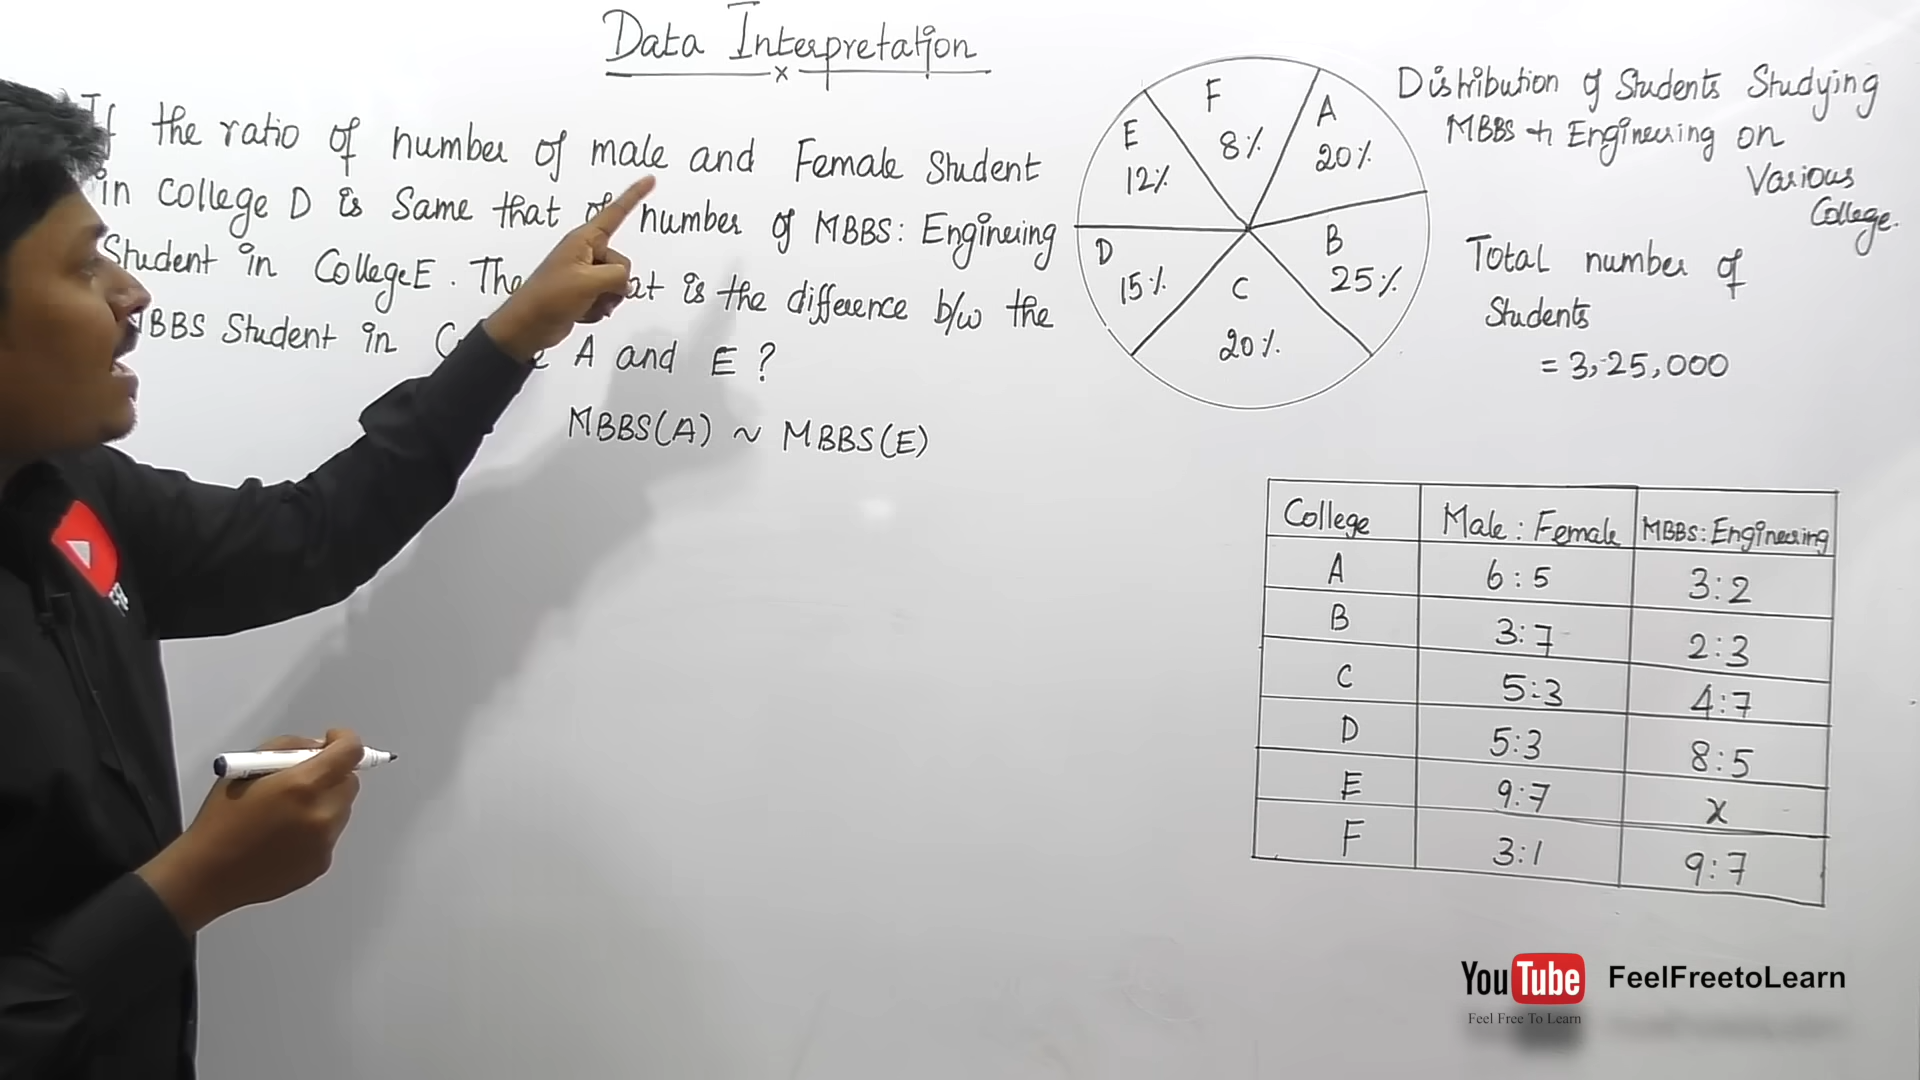 Data Interpretation
x
If the ratio of number of male and Female Student
in College D is Same that of number of MBBS : Engineering
Student in College E. The is the difference b/w the
MBBS Student in A and E ?
MBBS(A) ~ MBBS(E)
F
8%
A
20%
E
12%
D
15%
B
25%
C
20%
Distribution of Students Studying
MBBS & Engineering on
Various
College.
Total number of
Students
= 3,25,000
College Male : Female MBBS : Engineering
A 6 : 5 3 : 2
B 3 : 7 2 : 3
C 5 : 3 4 : 7
D 5 : 3 8 : 5
E 9 : 7 x
F 3 : 1 9 : 7
YouTube FeelFreetoLearn
Feel Free To Learn